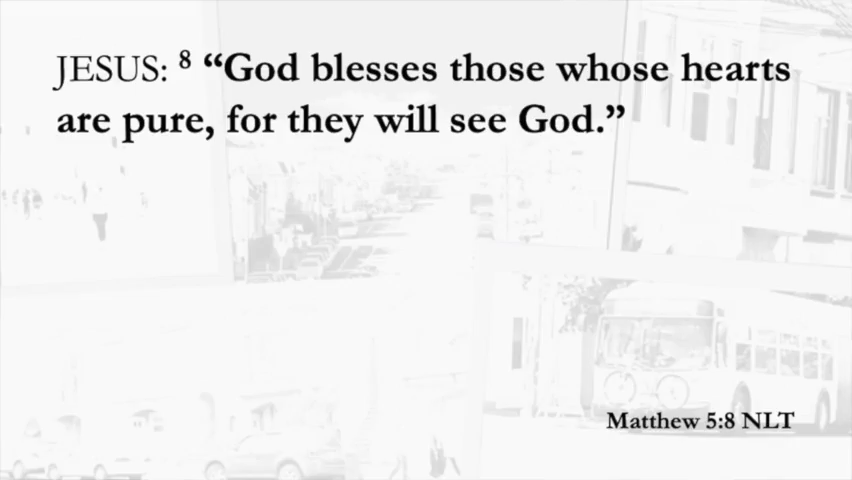 JESUS: ⁸ “God blesses those whose hearts
are pure, for they will see God.”
Matthew 5:8 NLT